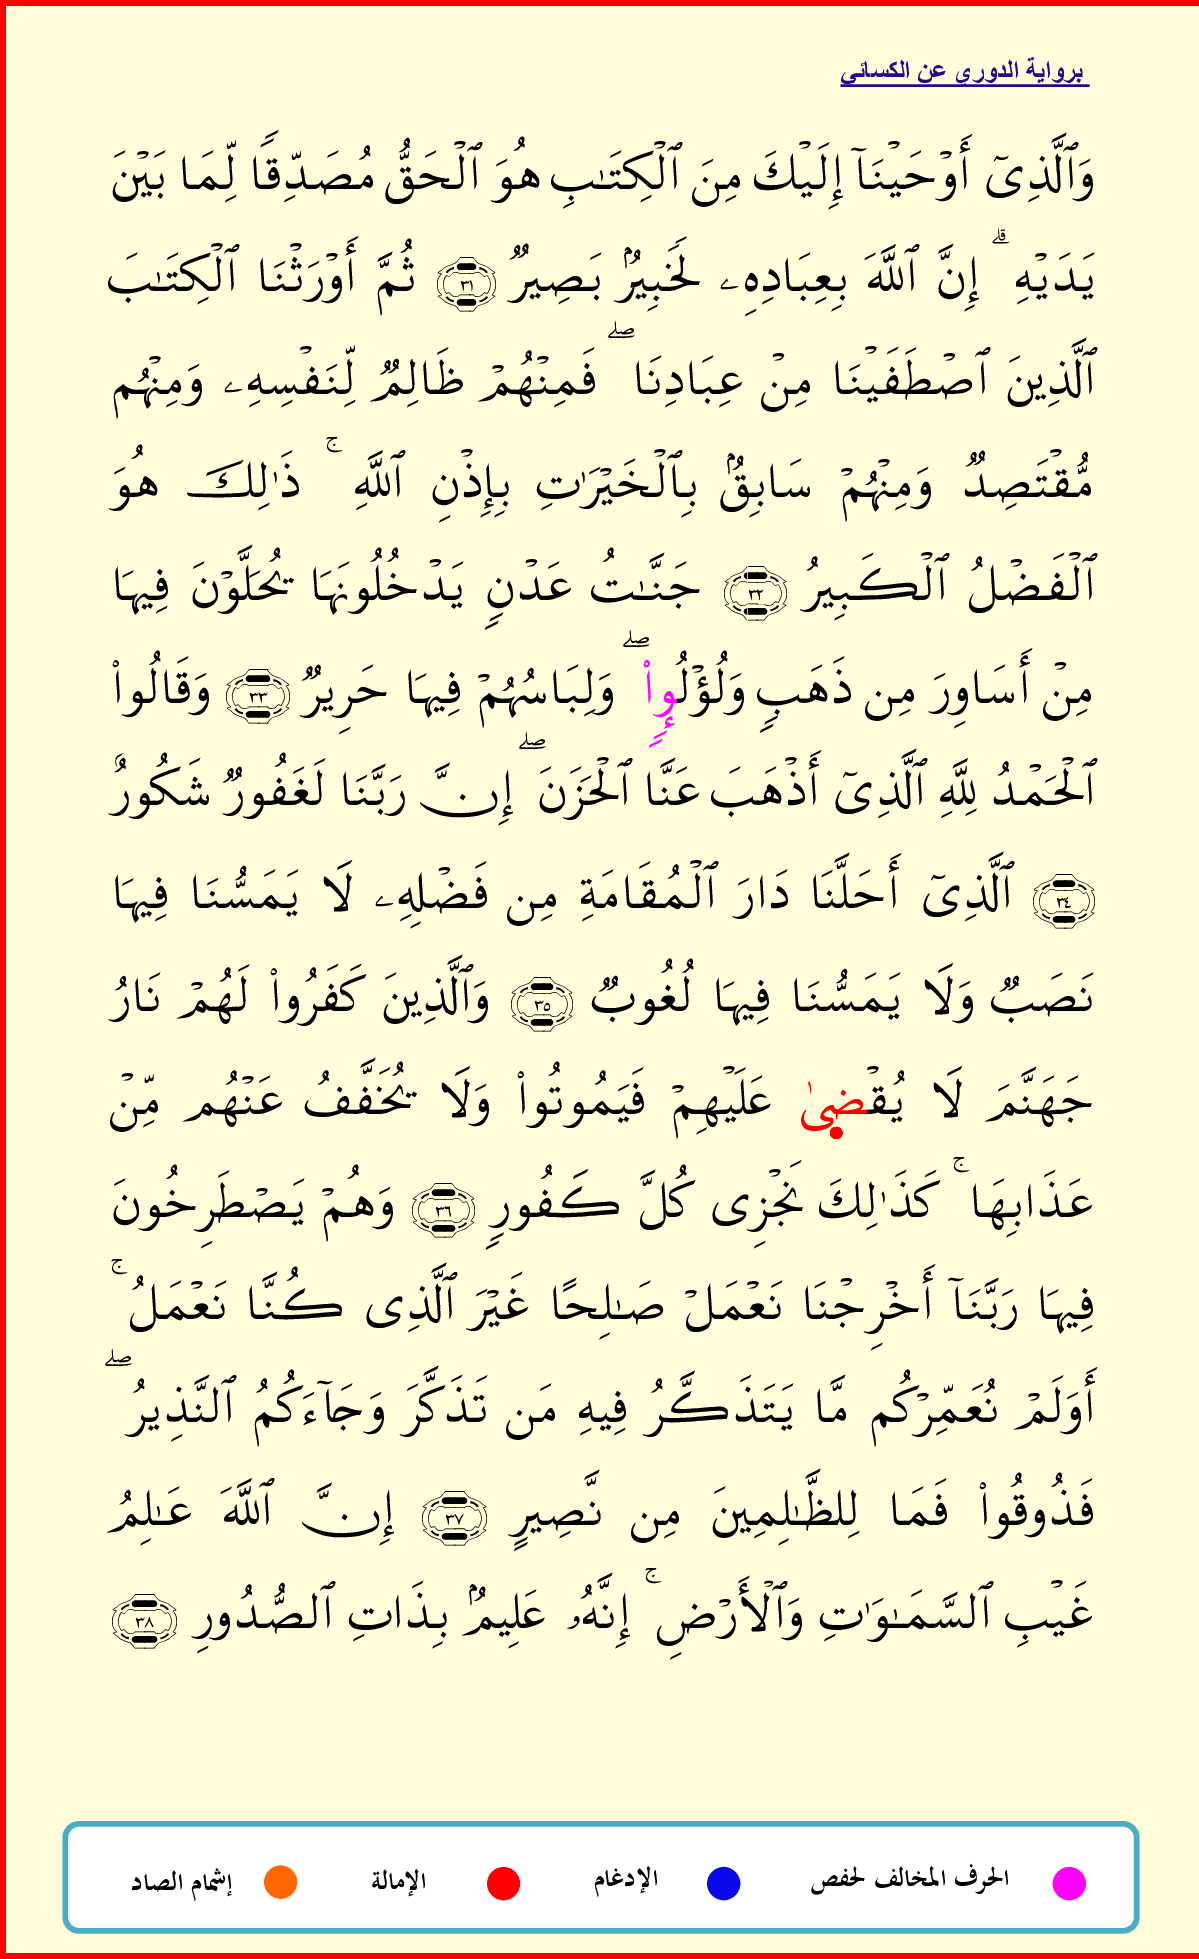 برواية الدوري عن الكسائي
وَٱلَّذِىٓ أَوْحَيْنَآ إِلَيْكَ مِنَ ٱلْكِتَـٰبِ هُوَ ٱلْحَقُّ مُصَدِّقًا لِّمَا بَيْنَ
يَدَيْهِ ۗ إِنَّ ٱللَّهَ بِعِبَادِهِۦ لَخَبِيرٌۢ بَصِيرٌ ٣١ ثُمَّ أَوْرَثْنَا ٱلْكِتَـٰبَ
ٱلَّذِينَ ٱصْطَفَيْنَا مِنْ عِبَادِنَا ۖ فَمِنْهُمْ ظَالِمٌ لِّنَفْسِهِۦ وَمِنْهُم
مُّقْتَصِدٌ وَمِنْهُمْ سَابِقٌۢ بِٱلْخَيْرَٰتِ بِإِذْنِ ٱللَّهِ ۚ ذَٰلِكَ هُوَ
ٱلْفَضْلُ ٱلْكَبِيرُ ٣٢ جَنَّـٰتُ عَدْنٍ يَدْخُلُونَهَا يُحَلَّوْنَ فِيهَا
مِنْ أَسَاوِرَ مِن ذَهَبٍ وَلُؤْلُوٕاْ ۖ وَلِبَاسُهُمْ فِيهَا حَرِيرٌ ٣٣ وَقَالُواْ
ٱلْحَمْدُ لِلَّهِ ٱلَّذِىٓ أَذْهَبَ عَنَّا ٱلْحَزَنَ ۖ إِنَّ رَبَّنَا لَغَفُورٌ شَكُورٌ
٣٤ ٱلَّذِىٓ أَحَلَّنَا دَارَ ٱلْمُقَامَةِ مِن فَضْلِهِۦ لَا يَمَسُّنَا فِيهَا
نَصَبٌ وَلَا يَمَسُّنَا فِيهَا لُغُوبٌ ٣٥ وَٱلَّذِينَ كَفَرُواْ لَهُمْ نَارُ
جَهَنَّمَ لَا يُقْضىٰ عَلَيْهِمْ فَيَمُوتُواْ وَلَا يُخَفَّفُ عَنْهُم مِّنْ
عَذَابِهَا ۚ كَذَٰلِكَ نَجْزِى كُلَّ كَفُورٍ ٣٦ وَهُمْ يَصْطَرِخُونَ
فِيهَا رَبَّنَآ أَخْرِجْنَا نَعْمَلْ صَـٰلِحًا غَيْرَ ٱلَّذِى كُنَّا نَعْمَلُ ۚ
أَوَلَمْ نُعَمِّرْكُم مَّا يَتَذَكَّرُ فِيهِ مَن تَذَكَّرَ وَجَآءَكُمُ ٱلنَّذِيرُ ۖ
فَذُوقُواْ فَمَا لِلظَّـٰلِمِينَ مِن نَّصِيرٍ ٣٧ إِنَّ ٱللَّهَ عَـٰلِمُ
غَيْبِ ٱلسَّمَـٰوَٰتِ وَٱلْأَرْضِ ۚ إِنَّهُۥ عَلِيمٌۢ بِذَاتِ ٱلصُّدُورِ ٣٨
الحرف المخالف لحفص الإدغام الإمالة إشمام الصاد